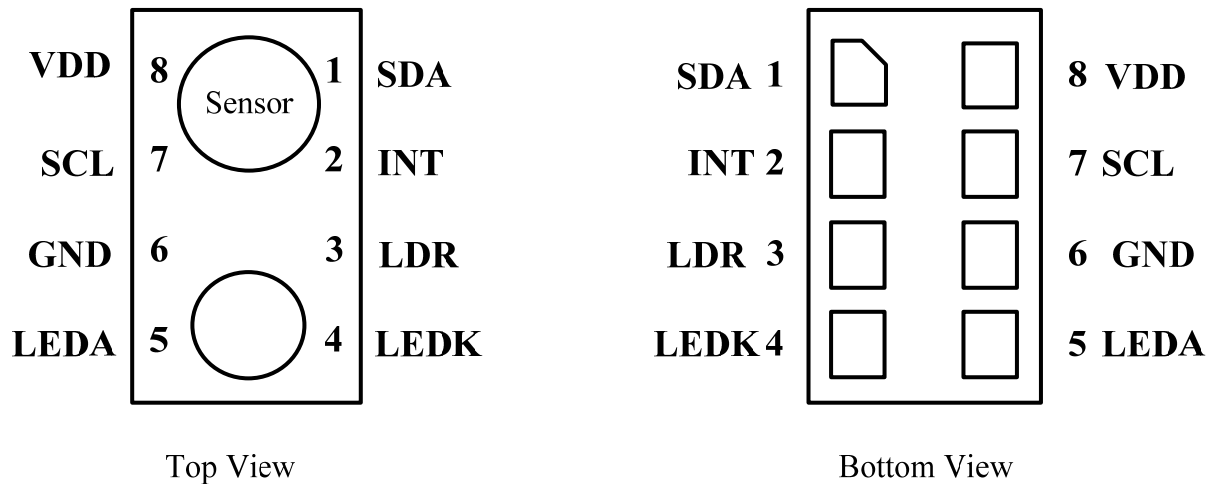 VDD 8 1 SDA SDA 1 8 VDD
Sensor
SCL 7 2 INT INT 2 7 SCL
GND 6 3 LDR LDR 3 6 GND
LEDA 5 4 LEDK LEDK 4 5 LEDA
Top View Bottom View